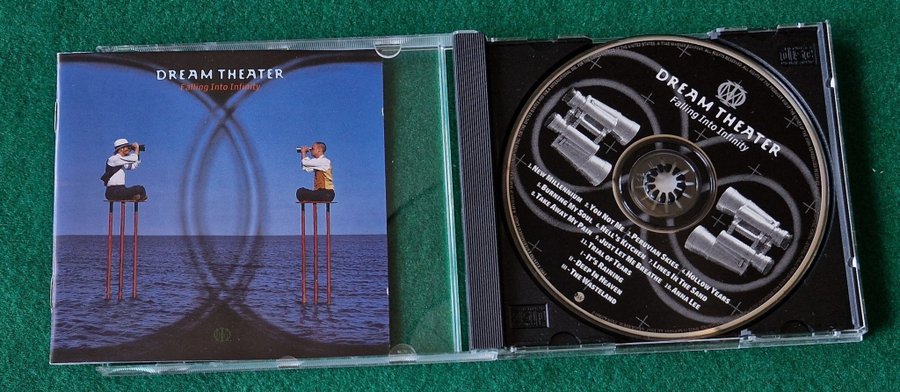 DREAM THEATER
Falling Into Infinity
DREAM THEATER
Falling Into Infinity
1. NEW MILLENNIUM 2. YOU NOT ME 3. PERUVIAN SKIES 4. HOLLOW YEARS
5. BURNING MY SOUL 6. HELL'S KITCHEN 7. LINES IN THE SAND
8. TAKE AWAY MY PAIN 9. JUST LET ME BREATHE 10. ANNA LEE
11. TRIAL OF TEARS
I-IT'S RAINING
II-DEEP IN HEAVEN
III-THE WASTELAND